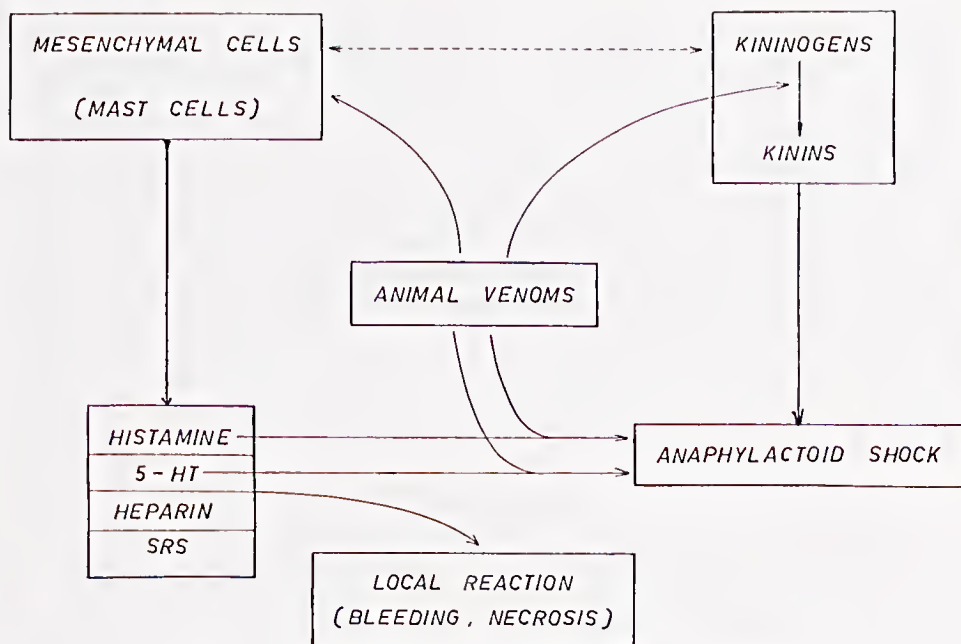 MESENCHYMAL CELLS
(MAST CELLS)
KININOGENS
KININS
ANIMAL VENOMS
HISTAMINE
5-HT
HEPARIN
SRS
ANAPHYLACTOID SHOCK
LOCAL REACTION
(BLEEDING, NECROSIS)